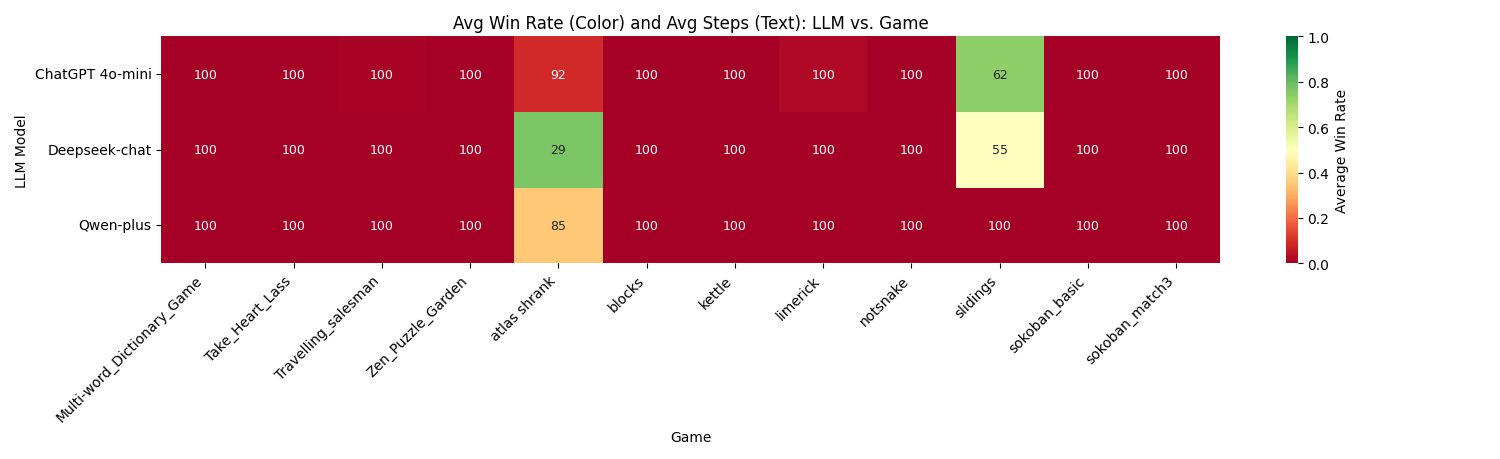 Avg Win Rate (Color) and Avg Steps (Text): LLM vs. Game
LLM Model
ChatGPT 4o-mini
100 100 100 100 92 100 100 100 100 62 100 100
Deepseek-chat
100 100 100 100 29 100 100 100 100 55 100 100
Qwen-plus
100 100 100 100 85 100 100 100 100 100 100 100
Multi-word_Dictionary_Game
Take_Heart_Lass
Travelling_salesman
Zen_Puzzle_Garden
atlas shrank
blocks
kettle
limerick
notsnake
slidings
sokoban_basic
sokoban_match3
Game
1.0
0.8
0.6
0.4
0.2
0.0
Average Win Rate